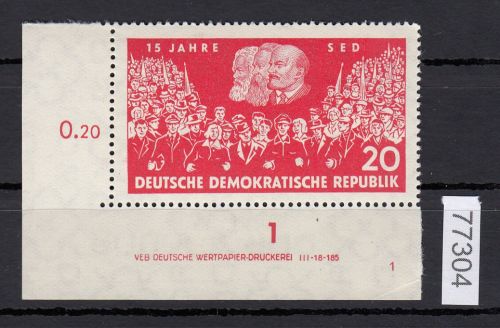 15 JAHRE SED
0.20
20
DEUTSCHE DEMOKRATISCHE REPUBLIK
1
VEB DEUTSCHE WERTPAPIER-DRUCKEREI III-18-185
1
77304